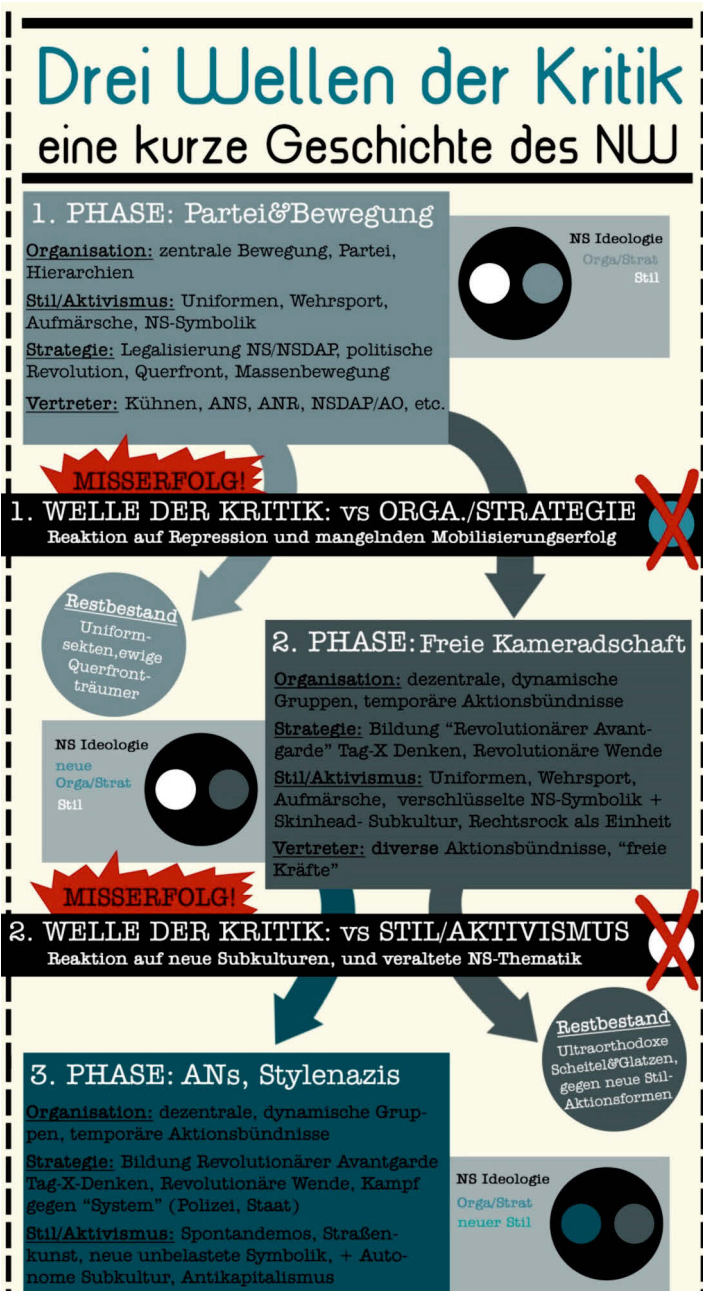 Drei Wellen der Kritik
eine kurze Geschichte des NW
1. PHASE: Partei&Bewegung
Organisation: zentrale Bewegung, Partei,
Hierarchien
Stil/Aktivismus: Uniformen, Wehrsport,
Aufmärsche, NS-Symbolik
Strategie: Legalisierung NS/NSDAP, politische
Revolution, Querfront, Massenbewegung
Vertreter: Kühnen, ANS, ANR, NSDAP/AO, etc.
NS Ideologie
Orga/Strat
Stil
MISSERFOLG!
1. WELLE DER KRITIK: vs ORGA./STRATEGIE
Reaktion auf Repression und mangelnden Mobilisierungserfolg
Restbestand
Uniform-
sekten,ewige
Querfront-
träumer
2. PHASE: Freie Kameradschaft
Organisation: dezentrale, dynamische
Gruppen, temporäre Aktionsbündnisse
Strategie: Bildung "Revolutionärer Avant-
garde" Tag-X Denken, Revolutionäre Wende
Stil/Aktivismus: Uniformen, Wehrsport,
Aufmärsche, verschlüsselte NS-Symbolik +
Skinhead- Subkultur, Rechtsrock als Einheit
Vertreter: diverse Aktionsbündnisse, "freie
Kräfte"
NS Ideologie
neue
Orga/Strat
Stil
MISSERFOLG!
2. WELLE DER KRITIK: vs STIL/AKTIVISMUS
Reaktion auf neue Subkulturen, und veraltete NS-Thematik
Restbestand
Ultraorthodoxe
Scheitel&Glatzen,
gegen neue Stil-
Aktionsformen
3. PHASE: ANs, Stylenazis
Organisation: dezentrale, dynamische Grup-
pen, temporäre Aktionsbündnisse
Strategie: Bildung Revolutionärer Avantgarde
Tag-X-Denken, Revolutionäre Wende, Kampf
gegen "System" (Polizei, Staat)
Stil/Aktivismus: Spontandemos, Straßen-
kunst, neue unbelastete Symbolik, + Auto-
nome Subkultur, Antikapitalismus
NS Ideologie
Orga/Strat
neuer Stil